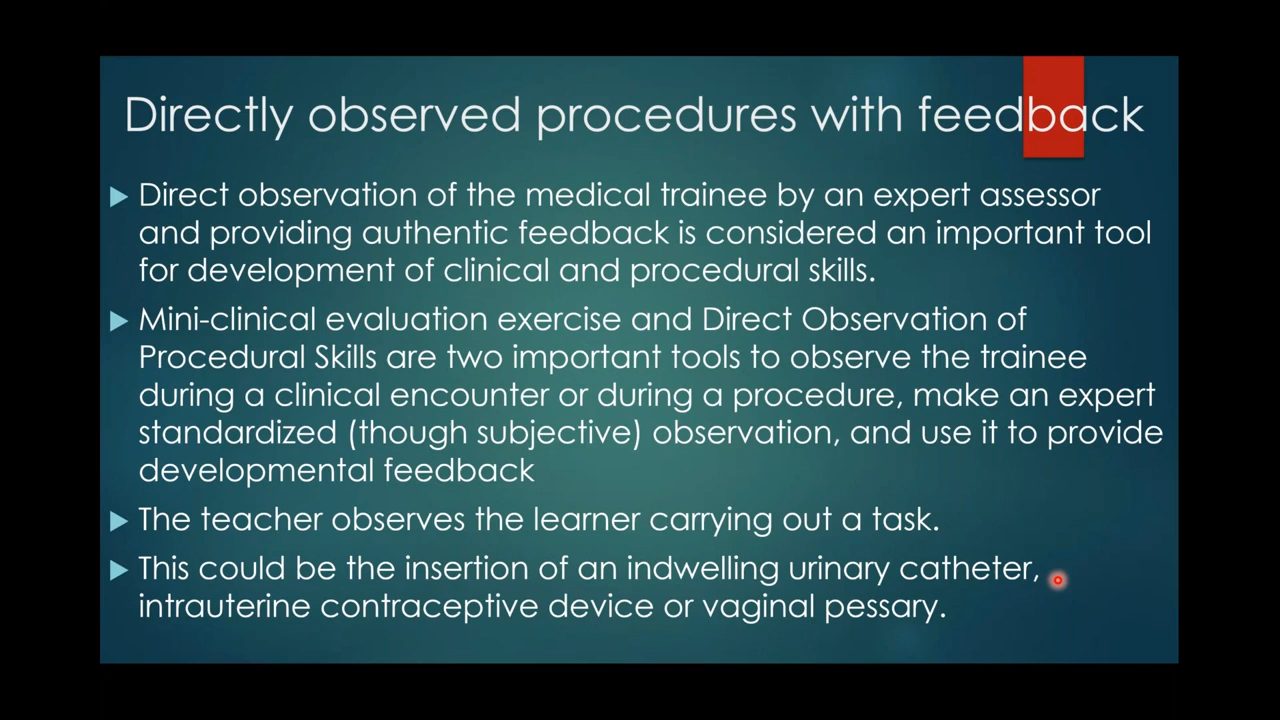 Directly observed procedures with feedback
Direct observation of the medical trainee by an expert assessor
and providing authentic feedback is considered an important tool
for development of clinical and procedural skills.
Mini-clinical evaluation exercise and Direct Observation of
Procedural Skills are two important tools to observe the trainee
during a clinical encounter or during a procedure, make an expert
standardized (though subjective) observation, and use it to provide
developmental feedback
The teacher observes the learner carrying out a task.
This could be the insertion of an indwelling urinary catheter,
intrauterine contraceptive device or vaginal pessary.